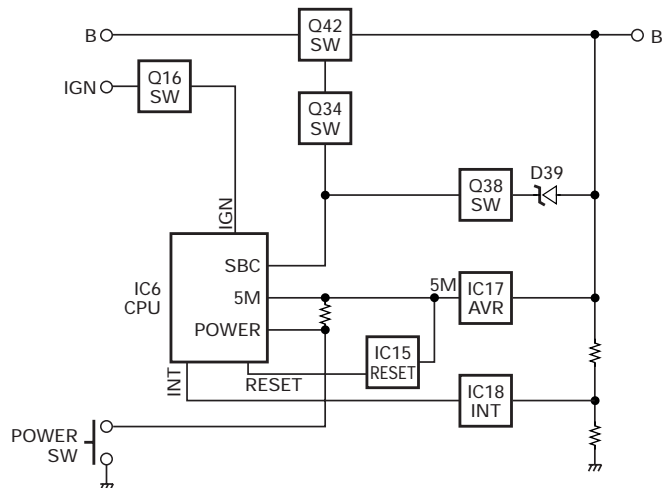 B
Q42
SW
B
IGN
Q16
SW
Q34
SW
D39
Q38
SW
IGN
IC6
CPU
SBC
5M
POWER
5M
IC17
AVR
IC15
RESET
INT
RESET
IC18
INT
POWER
SW